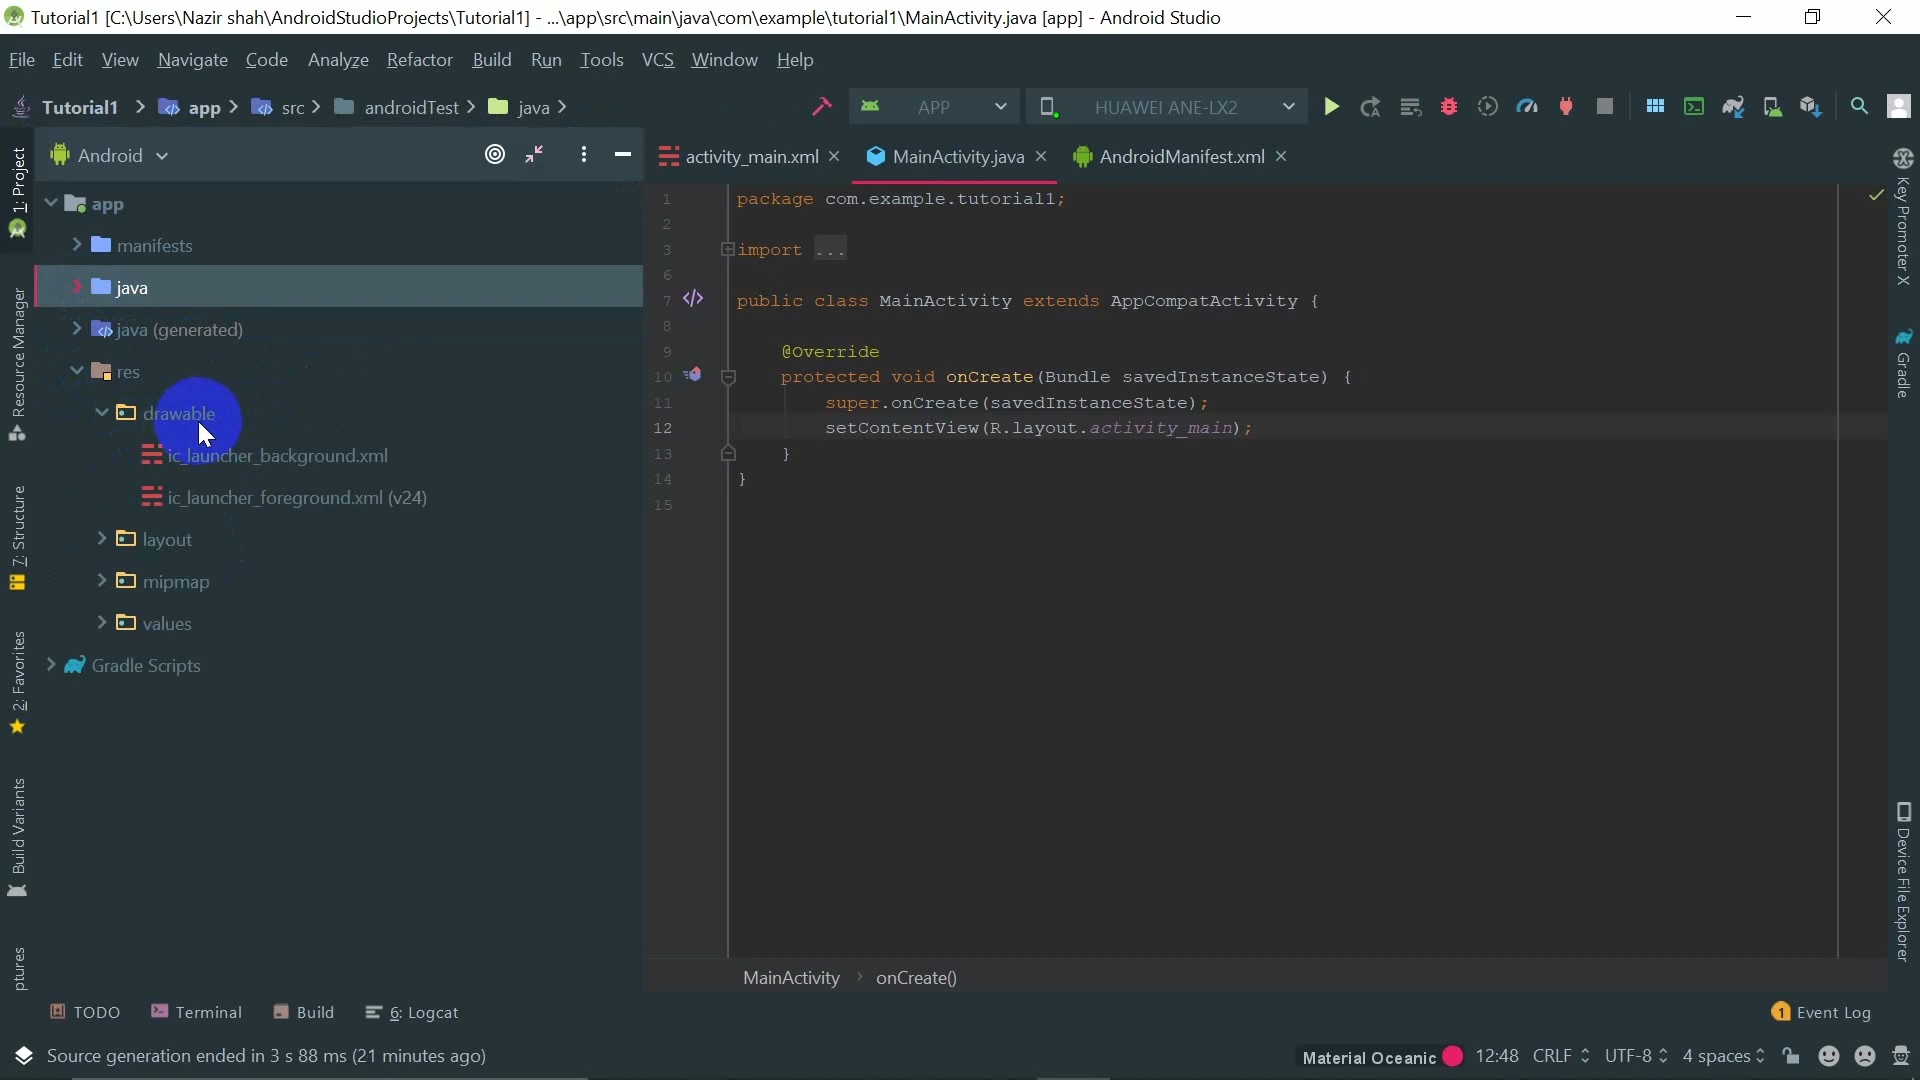 Tutorial1 [C:\Users\Nazir shah\AndroidStudioProjects\Tutorial1] - ...\app\src\main\java\com\example\tutorial1\MainActivity.java [app] - Android Studio
File Edit View Navigate Code Analyze Refactor Build Run Tools VCS Window Help
Tutorial1 app src androidTest java APP HUAWEI ANE-LX2
Android
activity_main.xml MainActivity.java AndroidManifest.xml
1: Project
Resource Manager
7: Structure
2: Favorites
Build Variants
ptures
app
manifests
java
java (generated)
res
drawable
ic_launcher_background.xml
ic_launcher_foreground.xml (v24)
layout
mipmap
values
Gradle Scripts
1 package com.example.tutorial1;
2
3 import ...
6
7 public class MainActivity extends AppCompatActivity {
8
9 @Override
10 protected void onCreate(Bundle savedInstanceState) {
11 super.onCreate(savedInstanceState);
12 setContentView(R.layout.activity_main);
13 }
14 }
15
Key Promoter X
Gradle
Device File Explorer
MainActivity onCreate()
TODO Terminal Build 6: Logcat 1 Event Log
Source generation ended in 3 s 88 ms (21 minutes ago) Material Oceanic 12:48 CRLF UTF-8 4 spaces